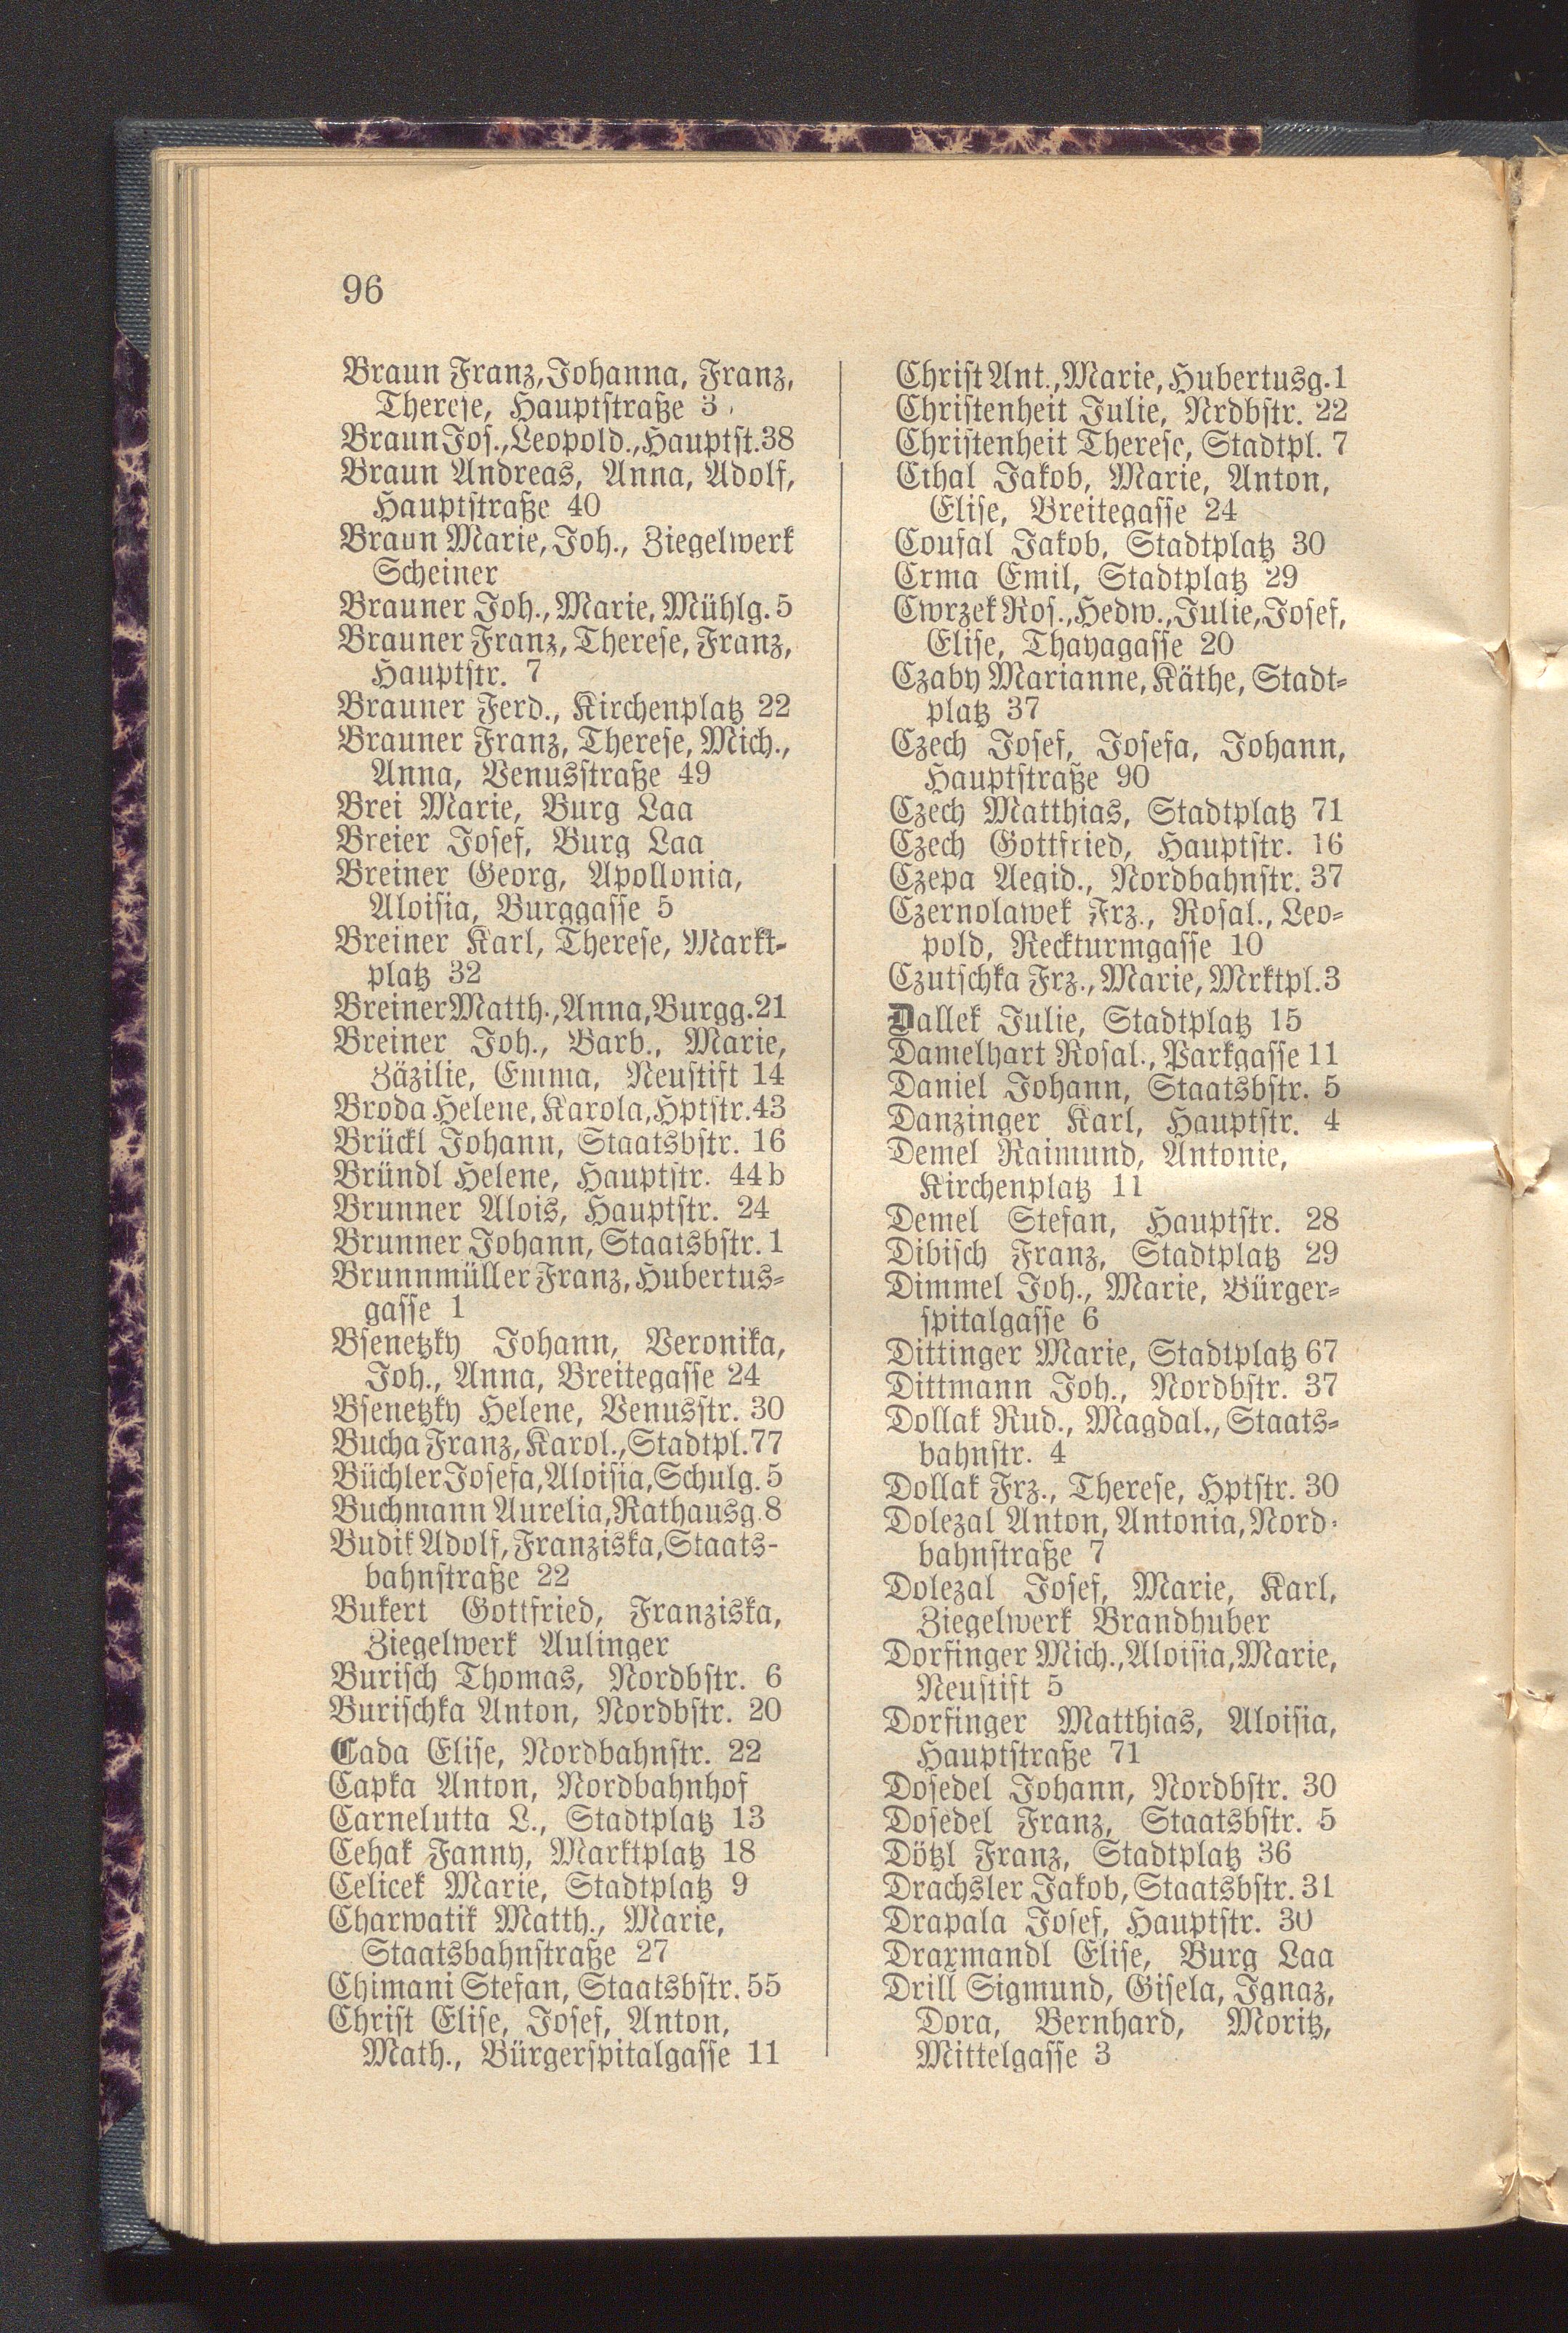 96
Braun Franz, Johanna, Franz,
Therese, Hauptstraße 3
Braun Jos., Leopold., Hauptst. 38
Braun Andreas, Anna, Adolf,
Hauptstraße 40
Braun Marie, Joh., Ziegelwerk
Scheiner
Brauner Joh., Marie, Mühlg. 5
Brauner Franz, Therese, Franz,
Hauptstr. 7
Brauner Ferd., Kirchenplatz 22
Brauner Franz, Therese, Mich.,
Anna, Venusstraße 49
Brei Marie, Burg Laa
Breier Josef, Burg Laa
Breiner Georg, Apollonia,
Aloisia, Burggasse 5
Breiner Karl, Therese, Markt-
platz 32
Breiner Matth., Anna, Burgg. 21
Breiner Joh., Barb., Marie,
Zäzilie, Emma, Neustift 14
Broda Helene, Karola, Hptstr. 43
Brückl Johann, Staatsbstr. 16
Bründl Helene, Hauptstr. 44b
Brunner Alois, Hauptstr. 24
Brunner Johann, Staatsbstr. 1
Brunnmüller Franz, Hubertus-
gasse 1
Bsenetzky Johann, Veronika,
Joh., Anna, Breitegasse 24
Bsenetzky Helene, Venusstr. 30
Bucha Franz, Karol., Stadtpl. 77
Büchler Josefa, Aloisia, Schulg. 5
Buchmann Aurelia, Rathausg. 8
Budik Adolf, Franziska, Staats-
bahnstraße 22
Bukert Gottfried, Franziska,
Ziegelwerk Aulinger
Burisch Thomas, Nordbstr. 6
Burischka Anton, Nordbstr. 20
Cada Elise, Nordbahnstr. 22
Capka Anton, Nordbahnhof
Carnelutta L., Stadtplatz 13
Cehak Fanny, Marktplatz 18
Celicek Marie, Stadtplatz 9
Charwatik Matth., Marie,
Staatsbahnstraße 27
Chimani Stefan, Staatsbstr. 55
Christ Elise, Josef, Anton,
Math., Bürgerspitalgasse 11
Christ Ant., Marie, Hubertusg. 1
Christenheit Julie, Nrdbstr. 22
Christenheit Therese, Stadtpl. 7
Cihal Jakob, Marie, Anton,
Elise, Breitegasse 24
Coufal Jakob, Stadtplatz 30
Crma Emil, Stadtplatz 29
Cwrzek Ros., Hedw., Julie, Josef,
Elise, Thayagasse 20
Czaby Marianne, Käthe, Stadt-
platz 37
Czech Josef, Josefa, Johann,
Hauptstraße 90
Czech Matthias, Stadtplatz 71
Czech Gottfried, Hauptstr. 16
Czepa Aegid., Nordbahnstr. 37
Czernolawek Frz., Rosal., Leo-
pold, Reckturmgasse 10
Czutschka Frz., Marie, Mrktpl. 3
Dallek Julie, Stadtplatz 15
Damelhart Rosal., Parkgasse 11
Daniel Johann, Staatsbstr. 5
Danzinger Karl, Hauptstr. 4
Demel Raimund, Antonie,
Kirchenplatz 11
Demel Stefan, Hauptstr. 28
Dibisch Franz, Stadtplatz 29
Dimmel Joh., Marie, Bürger-
spitalgasse 6
Dittinger Marie, Stadtplatz 67
Dittmann Joh., Nordbstr. 37
Dollak Rud., Magdal., Staats-
bahnstr. 4
Dollak Frz., Therese, Hptstr. 30
Dolezal Anton, Antonia, Nord-
bahnstraße 7
Dolezal Josef, Marie, Karl,
Ziegelwerk Brandhuber
Dorfinger Mich., Aloisia, Marie,
Neustift 5
Dorfinger Matthias, Aloisia,
Hauptstraße 71
Dosedel Johann, Nordbstr. 30
Dosedel Franz, Staatsbstr. 5
Dötzl Franz, Stadtplatz 36
Drachsler Jakob, Staatsbstr. 31
Drapala Josef, Hauptstr. 30
Draxmandl Elise, Burg Laa
Drill Sigmund, Gisela, Ignaz,
Dora, Bernhard, Moritz,
Mittelgasse 3